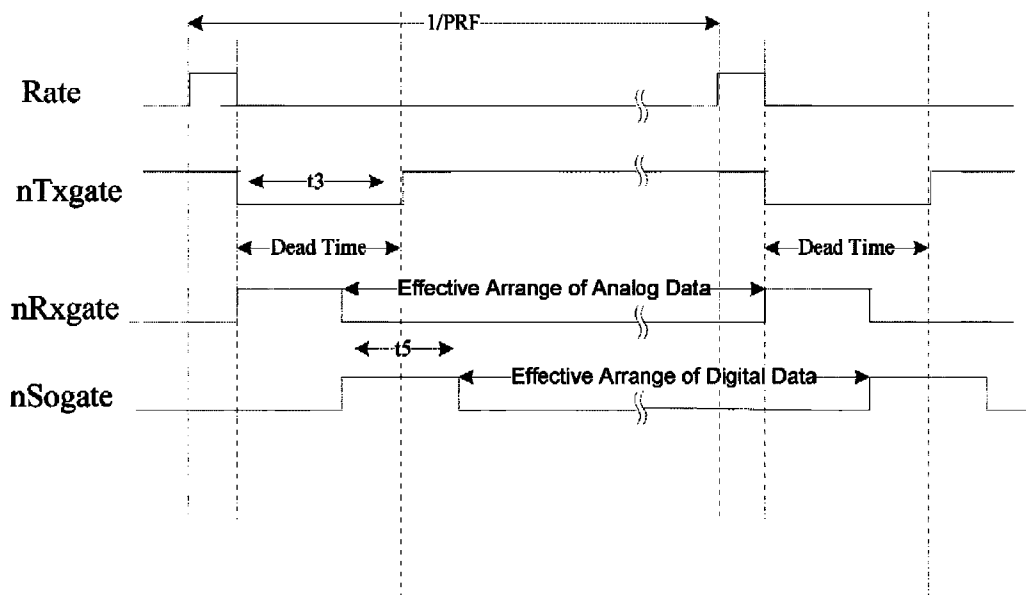 1/PRF
Rate
nTxgate
t3
Dead Time
Dead Time
nRxgate
Effective Arrange of Analog Data
t5
nSogate
Effective Arrange of Digital Data